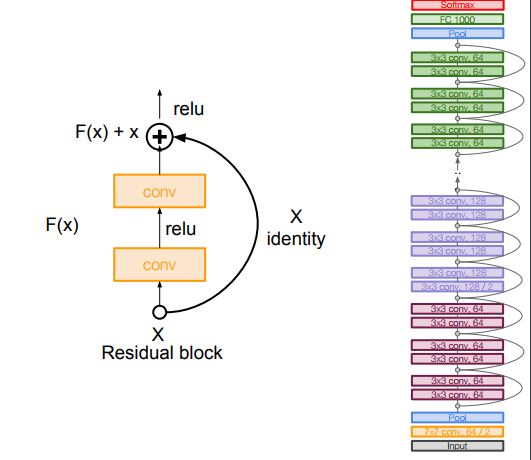 relu
F(x) + x
conv
F(x)
relu
X
identity
conv
X
Residual block
Softmax
FC 1000
Pool
3x3 conv, 64
3x3 conv, 64
3x3 conv, 64
3x3 conv, 64
3x3 conv, 64
3x3 conv, 64
..
3x3 conv, 128
3x3 conv, 128
3x3 conv, 128
3x3 conv, 128
3x3 conv, 128
3x3 conv, 128 / 2
3x3 conv, 64
3x3 conv, 64
3x3 conv, 64
3x3 conv, 64
3x3 conv, 64
3x3 conv, 64
Pool
7x7 conv, 64 / 2
Input